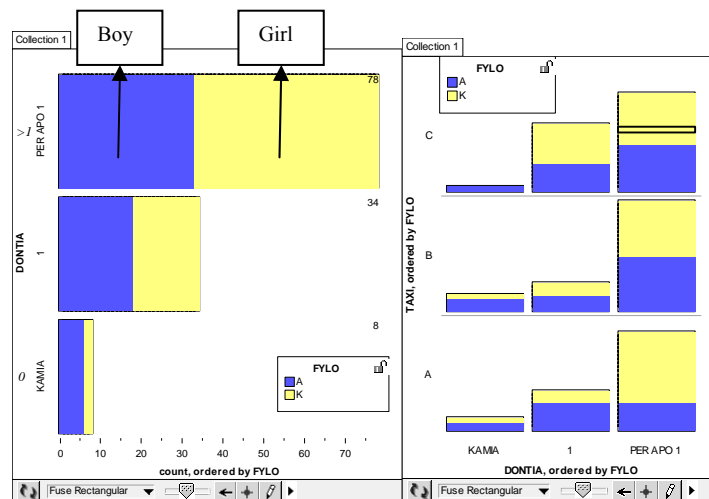 Boy
Girl
Collection 1
78
>1
PER APO 1
34
DONTIA
1
8
0
KAMIA
FYLO
A
K
0 10 20 30 40 50 60 70
count, ordered by FYLO
Fuse Rectangular
Collection 1
FYLO
A
K
C
B
A
TAXI, ordered by FYLO
KAMIA 1 PER APO 1
DONTIA, ordered by FYLO
Fuse Rectangular